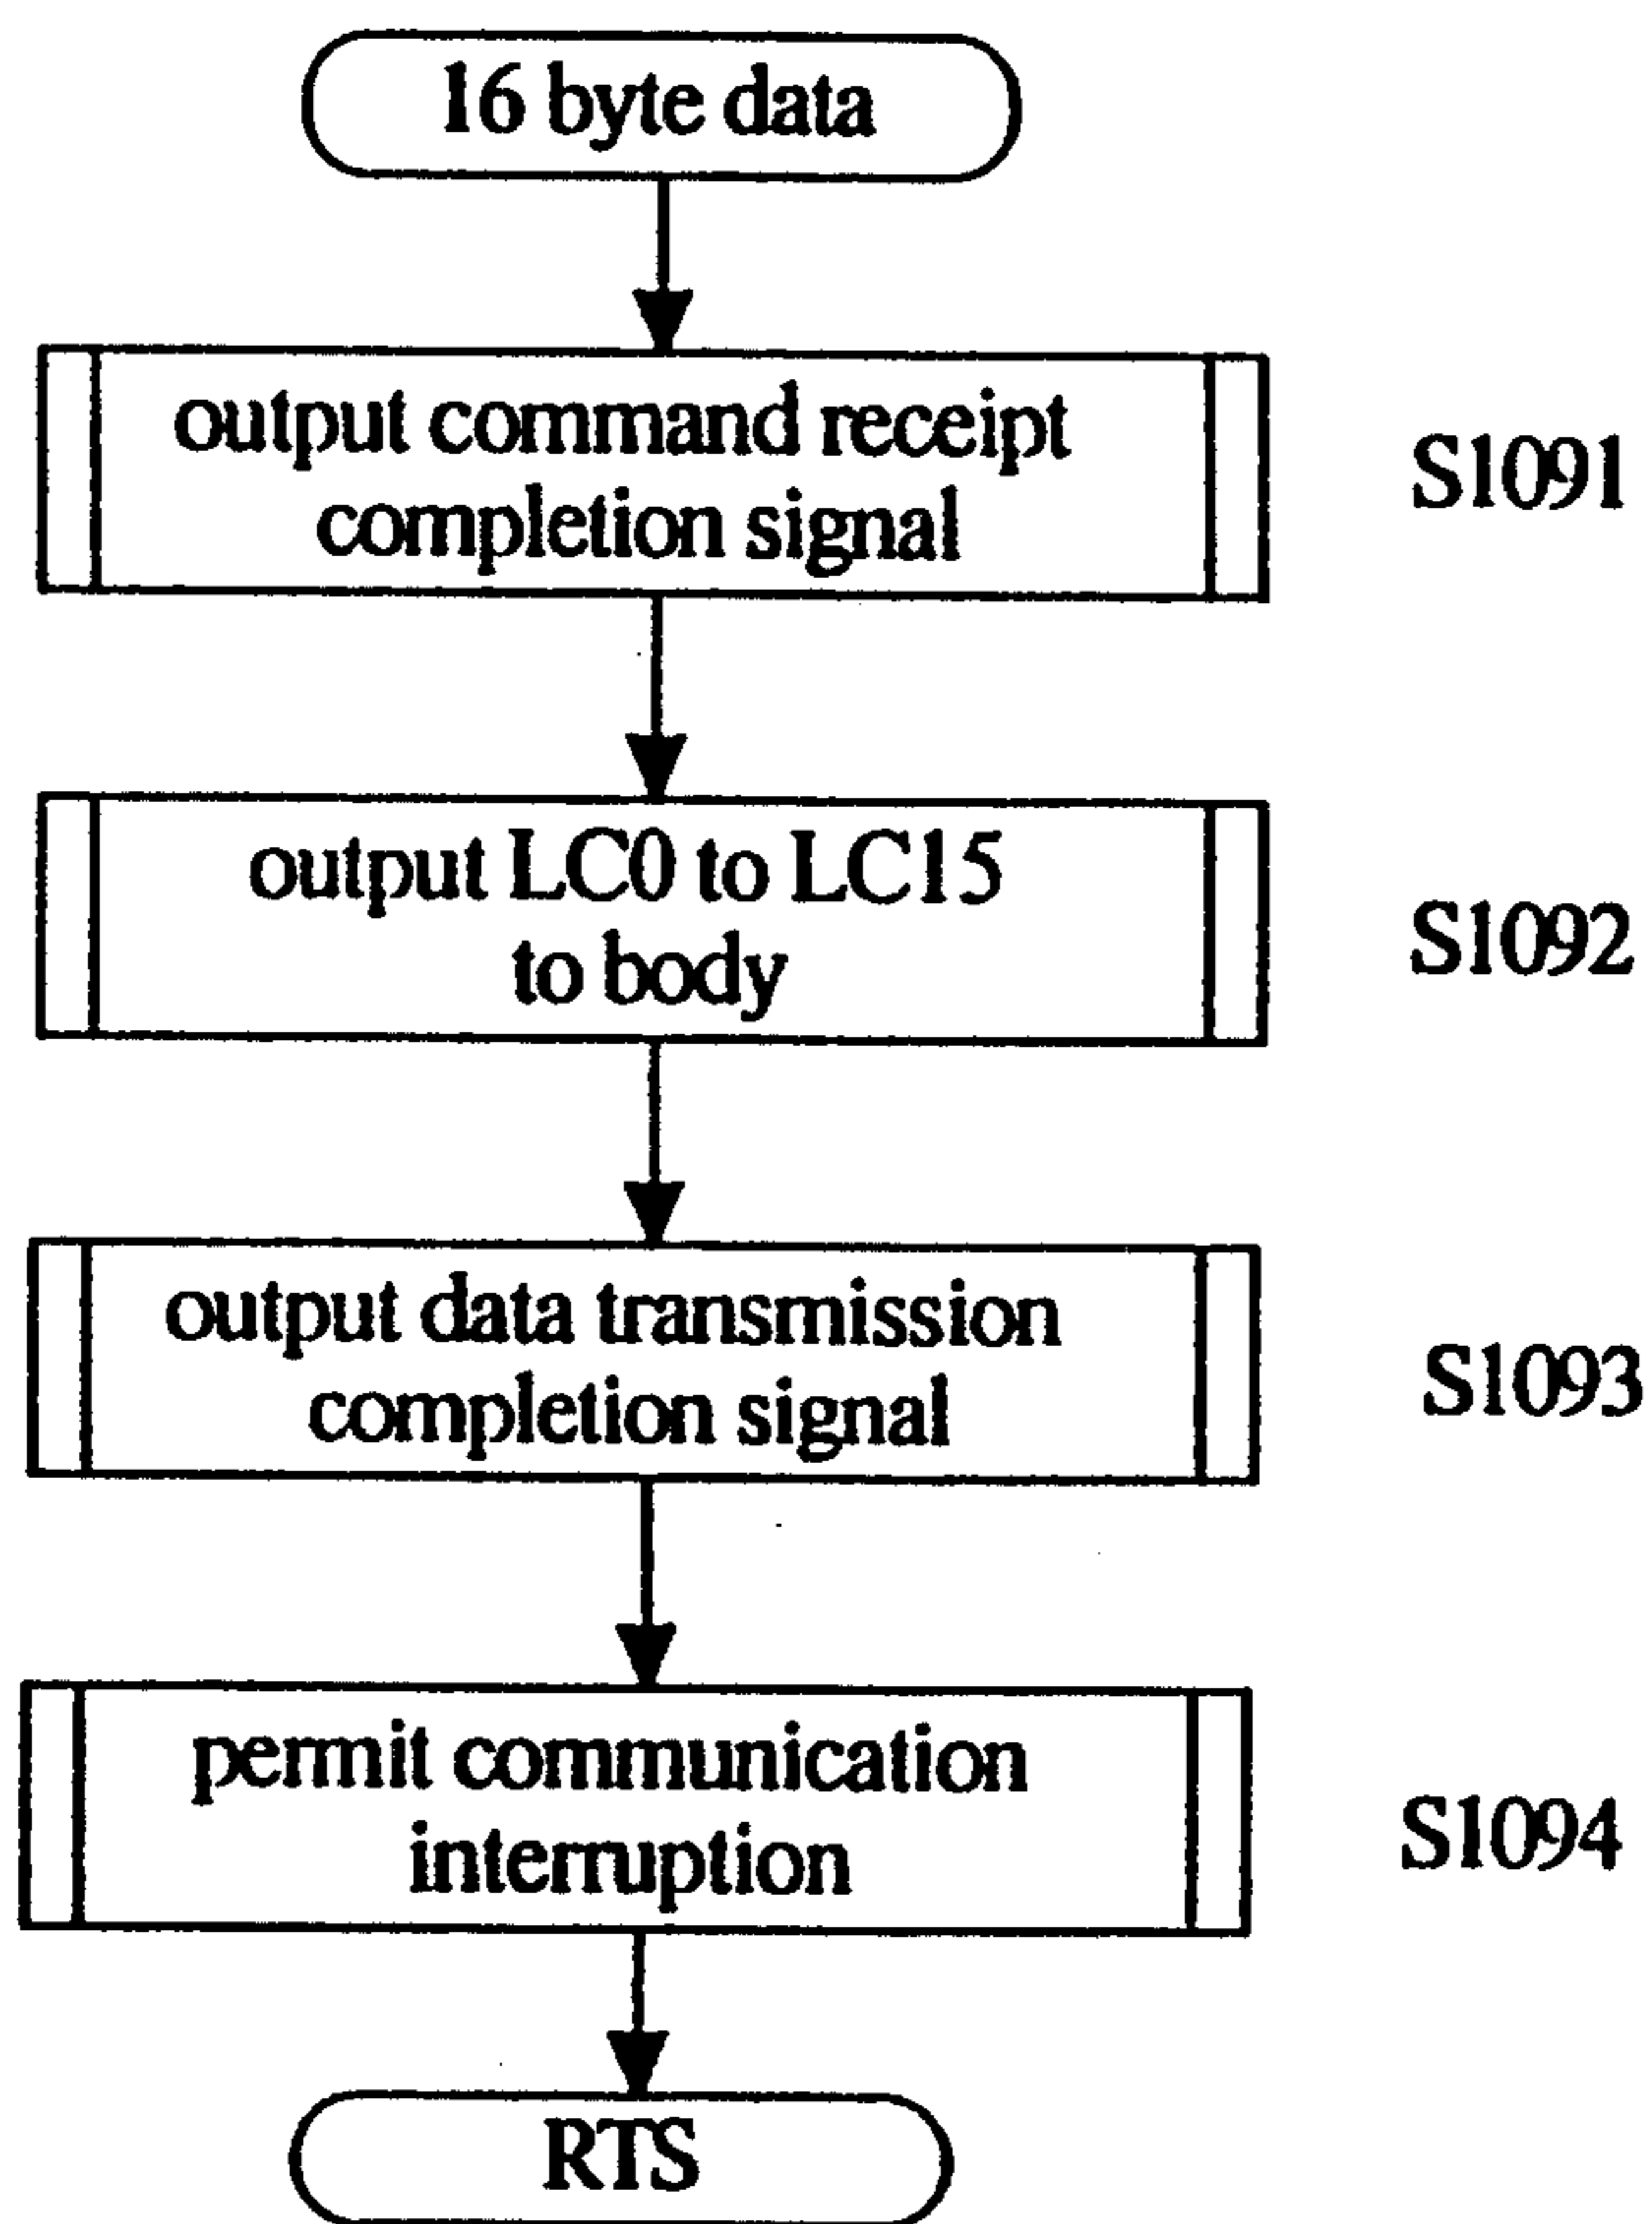 16 byte data
output command receipt
completion signal
S1091
output LC0 to LC15
to body
S1092
output data transmission
completion signal
S1093
permit communication
interruption
S1094
RTS